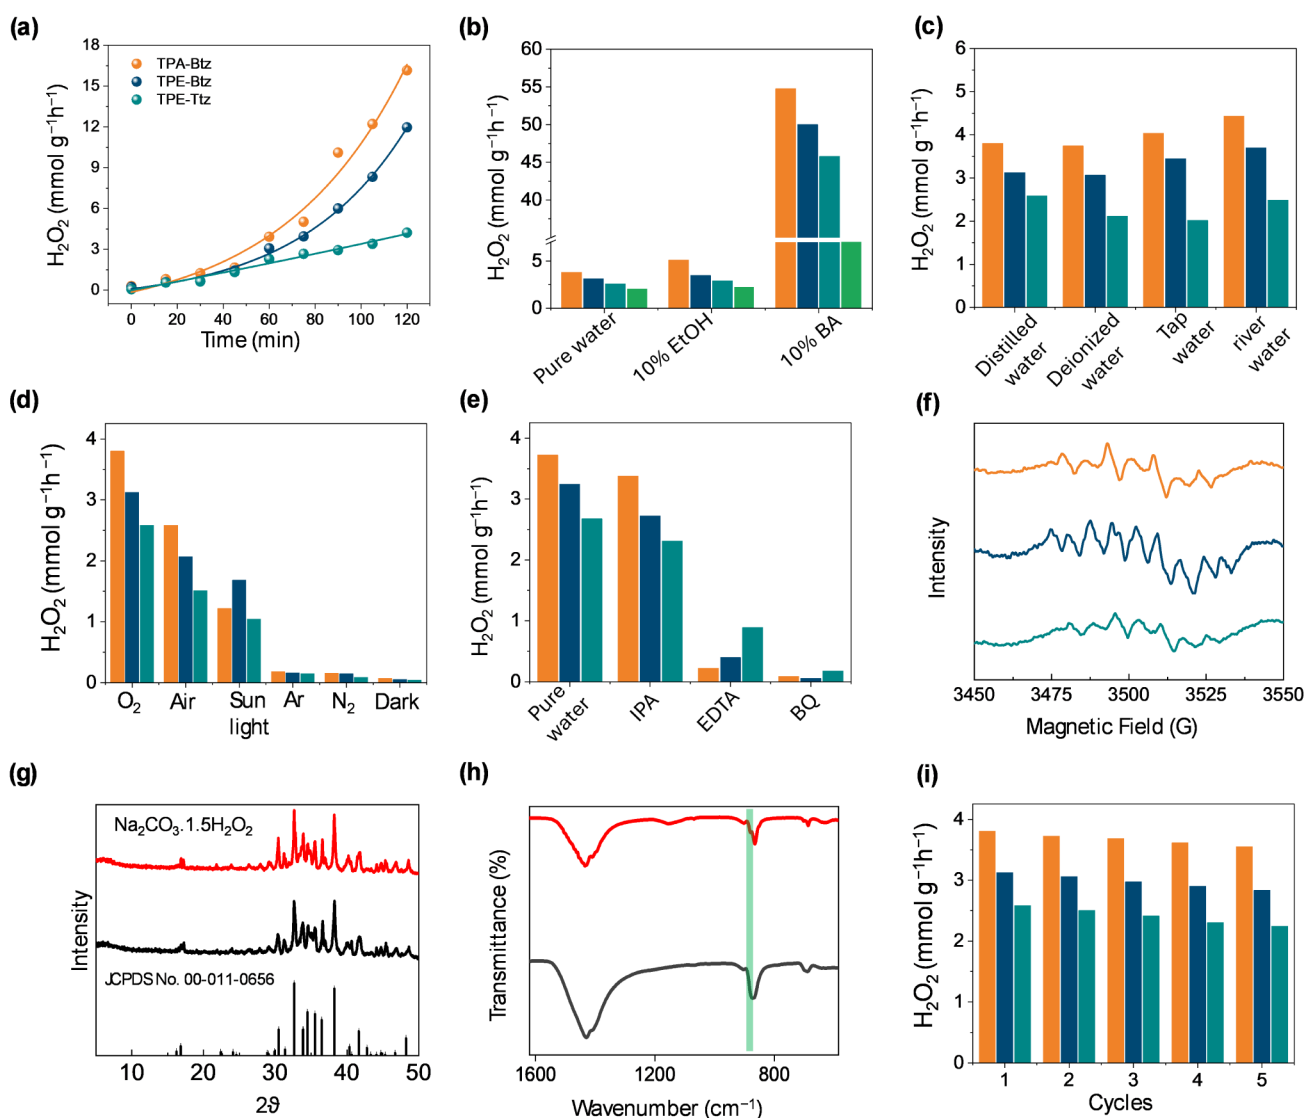 (a)
H₂O₂ (mmol g⁻¹h⁻¹)
18
15
12
9
6
3
0
TPA-Btz
TPE-Btz
TPE-Ttz
0 20 40 60 80 100 120
Time (min)
(b)
H₂O₂ (mmol g⁻¹h⁻¹)
60
55
50
45
40
5
0
Pure water
10% EtOH
10% BA
(c)
H₂O₂ (mmol g⁻¹h⁻¹)
6
5
4
3
2
1
0
Distilled
water
Deionized
water
Tap
water
river
water
(d)
H₂O₂ (mmol g⁻¹h⁻¹)
4
3
2
1
0
O₂ Air Sun Ar N₂ Dark
light
(e)
H₂O₂ (mmol g⁻¹h⁻¹)
4
3
2
1
0
Pure
water
IPA
EDTA
BQ
(f)
Intensity
3450 3475 3500 3525 3550
Magnetic Field (G)
(g)
Intensity
Na₂CO₃.1.5H₂O₂
JCPDS No. 00-011-0656
10 20 30 40 50
2ϑ
(h)
Transmittance (%)
1600 1200 800
Wavenumber (cm⁻¹)
(i)
H₂O₂ (mmol g⁻¹h⁻¹)
4
3
2
1
0
1 2 3 4 5
Cycles